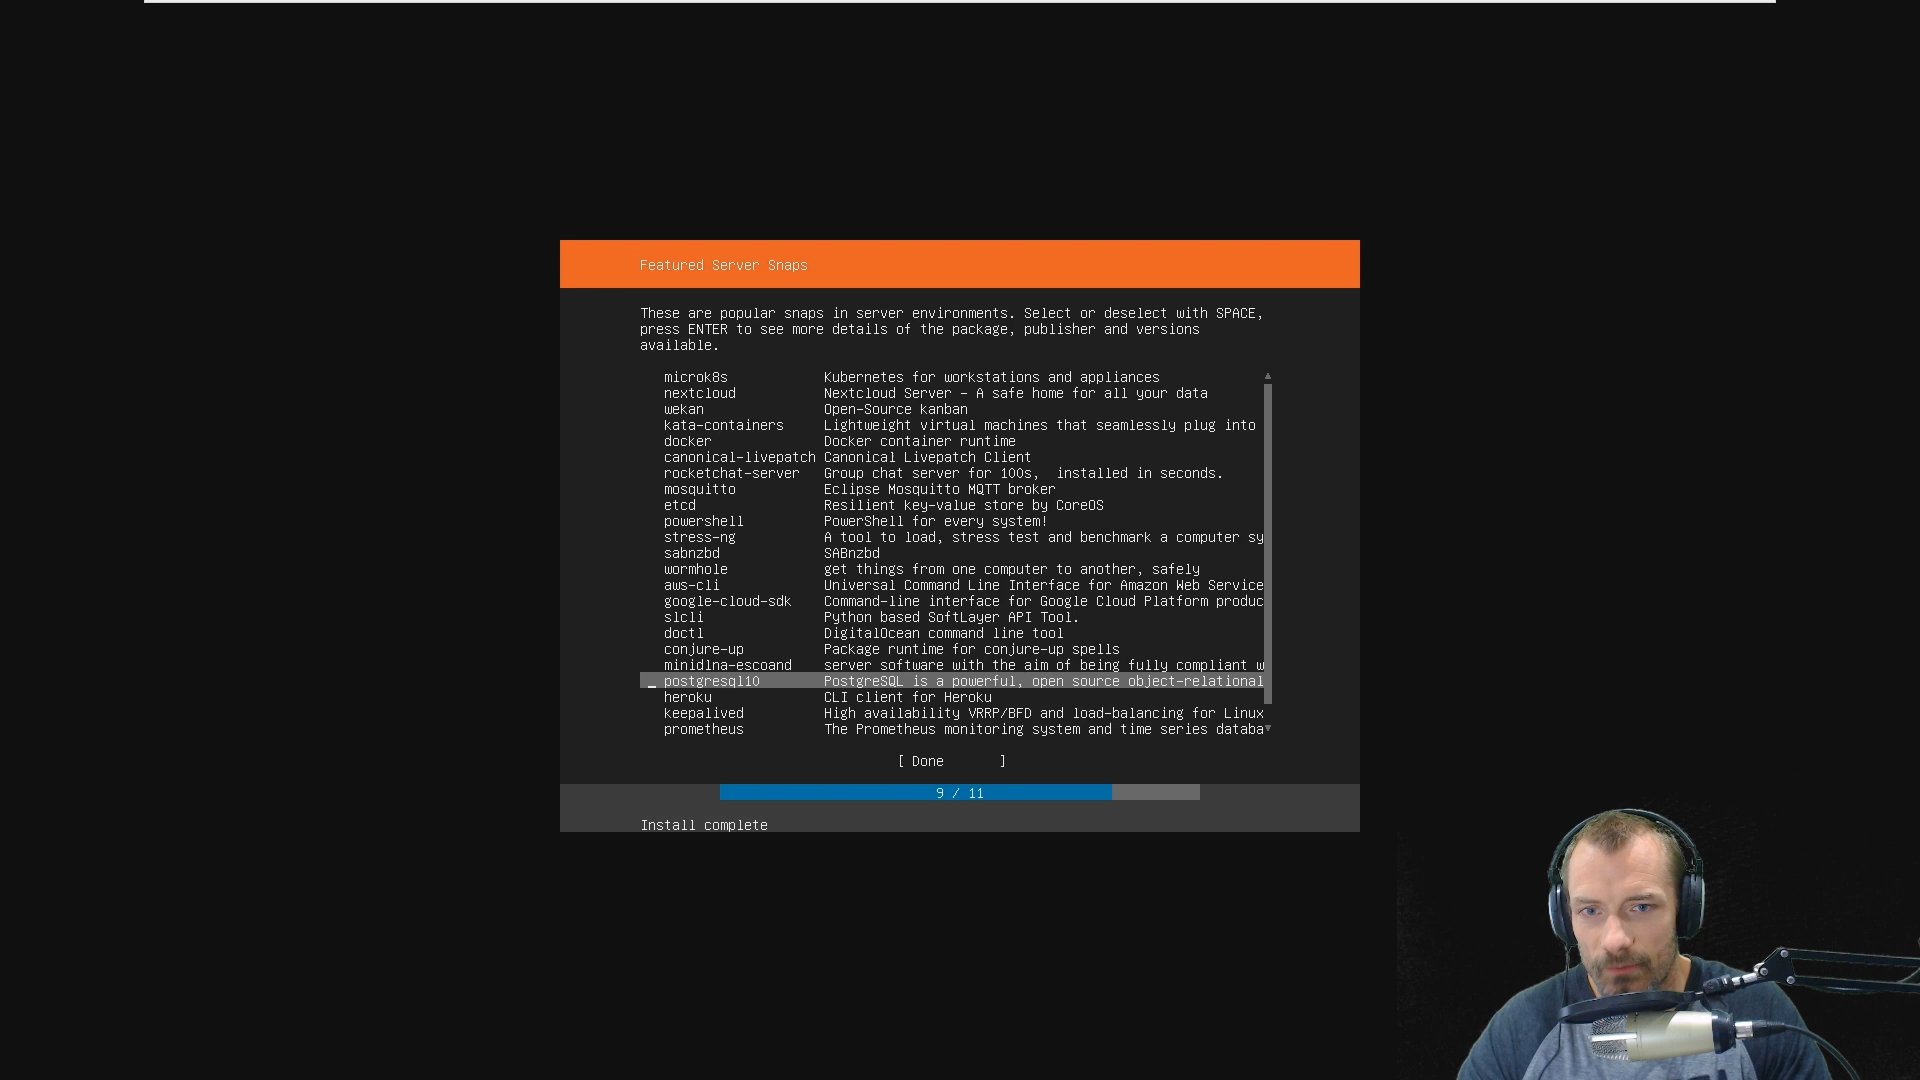 Featured Server Snaps
These are popular snaps in server environments. Select or deselect with SPACE,
press ENTER to see more details of the package, publisher and versions
available.
microk8s Kubernetes for workstations and appliances
nextcloud Nextcloud Server - A safe home for all your data
wekan Open-Source kanban
kata-containers Lightweight virtual machines that seamlessly plug into
docker Docker container runtime
canonical-livepatch Canonical Livepatch Client
rocketchat-server Group chat server for 100s,  installed in seconds.
mosquitto Eclipse Mosquitto MQTT broker
etcd Resilient key-value store by CoreOS
powershell PowerShell for every system!
stress-ng A tool to load, stress test and benchmark a computer sy
sabnzbd SABnzbd
wormhole get things from one computer to another, safely
aws-cli Universal Command Line Interface for Amazon Web Service
google-cloud-sdk Command-line interface for Google Cloud Platform produc
slcli Python based SoftLayer API Tool.
doctl DigitalOcean command line tool
conjure-up Package runtime for conjure-up spells
minidlna-escoand server software with the aim of being fully compliant w
postgresql10 PostgreSQL is a powerful, open source object-relational
heroku CLI client for Heroku
keepalived High availability VRRP/BFD and load-balancing for Linux
prometheus The Prometheus monitoring system and time series databa
[ Done ]
9 / 11
Install complete